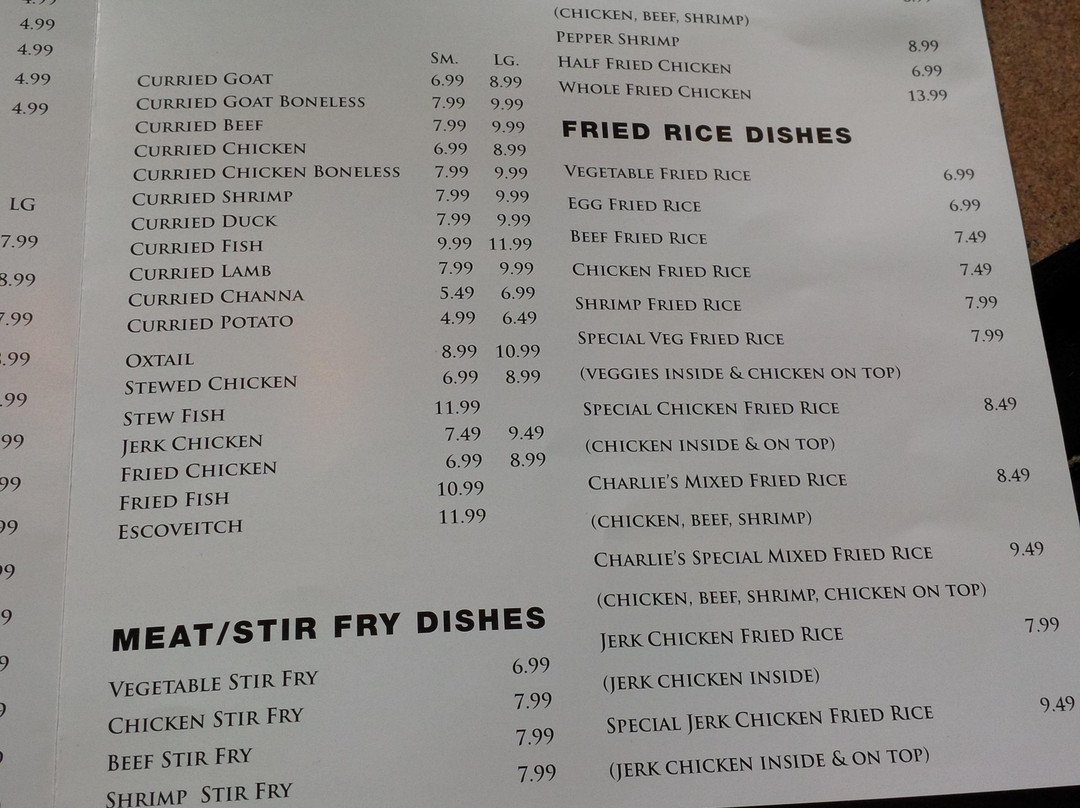 4.99
4.99
4.99
4.99
LG
7.99
8.99
7.99
SM. LG.
CURRIED GOAT 6.99 8.99
CURRIED GOAT BONELESS 7.99 9.99
CURRIED BEEF 7.99 9.99
CURRIED CHICKEN 6.99 8.99
CURRIED CHICKEN BONELESS 7.99 9.99
CURRIED SHRIMP 7.99 9.99
CURRIED DUCK 7.99 9.99
CURRIED FISH 9.99 11.99
CURRIED LAMB 7.99 9.99
CURRIED CHANNA 5.49 6.99
CURRIED POTATO 4.99 6.49
OXTAIL 8.99 10.99
STEWED CHICKEN 6.99 8.99
STEW FISH 11.99
JERK CHICKEN 7.49 9.49
FRIED CHICKEN 6.99 8.99
FRIED FISH 10.99
ESCOVEITCH 11.99
MEAT/STIR FRY DISHES
VEGETABLE STIR FRY 6.99
CHICKEN STIR FRY 7.99
BEEF STIR FRY 7.99
SHRIMP STIR FRY 7.99
(CHICKEN, BEEF, SHRIMP)
PEPPER SHRIMP 8.99
HALF FRIED CHICKEN 6.99
WHOLE FRIED CHICKEN 13.99
FRIED RICE DISHES
VEGETABLE FRIED RICE 6.99
EGG FRIED RICE 6.99
BEEF FRIED RICE 7.49
CHICKEN FRIED RICE 7.49
SHRIMP FRIED RICE 7.99
SPECIAL VEG FRIED RICE 7.99
(VEGGIES INSIDE & CHICKEN ON TOP)
SPECIAL CHICKEN FRIED RICE 8.49
(CHICKEN INSIDE & ON TOP)
CHARLIE'S MIXED FRIED RICE 8.49
(CHICKEN, BEEF, SHRIMP)
CHARLIE'S SPECIAL MIXED FRIED RICE 9.49
(CHICKEN, BEEF, SHRIMP, CHICKEN ON TOP)
JERK CHICKEN FRIED RICE 7.99
(JERK CHICKEN INSIDE)
SPECIAL JERK CHICKEN FRIED RICE 9.49
(JERK CHICKEN INSIDE & ON TOP)